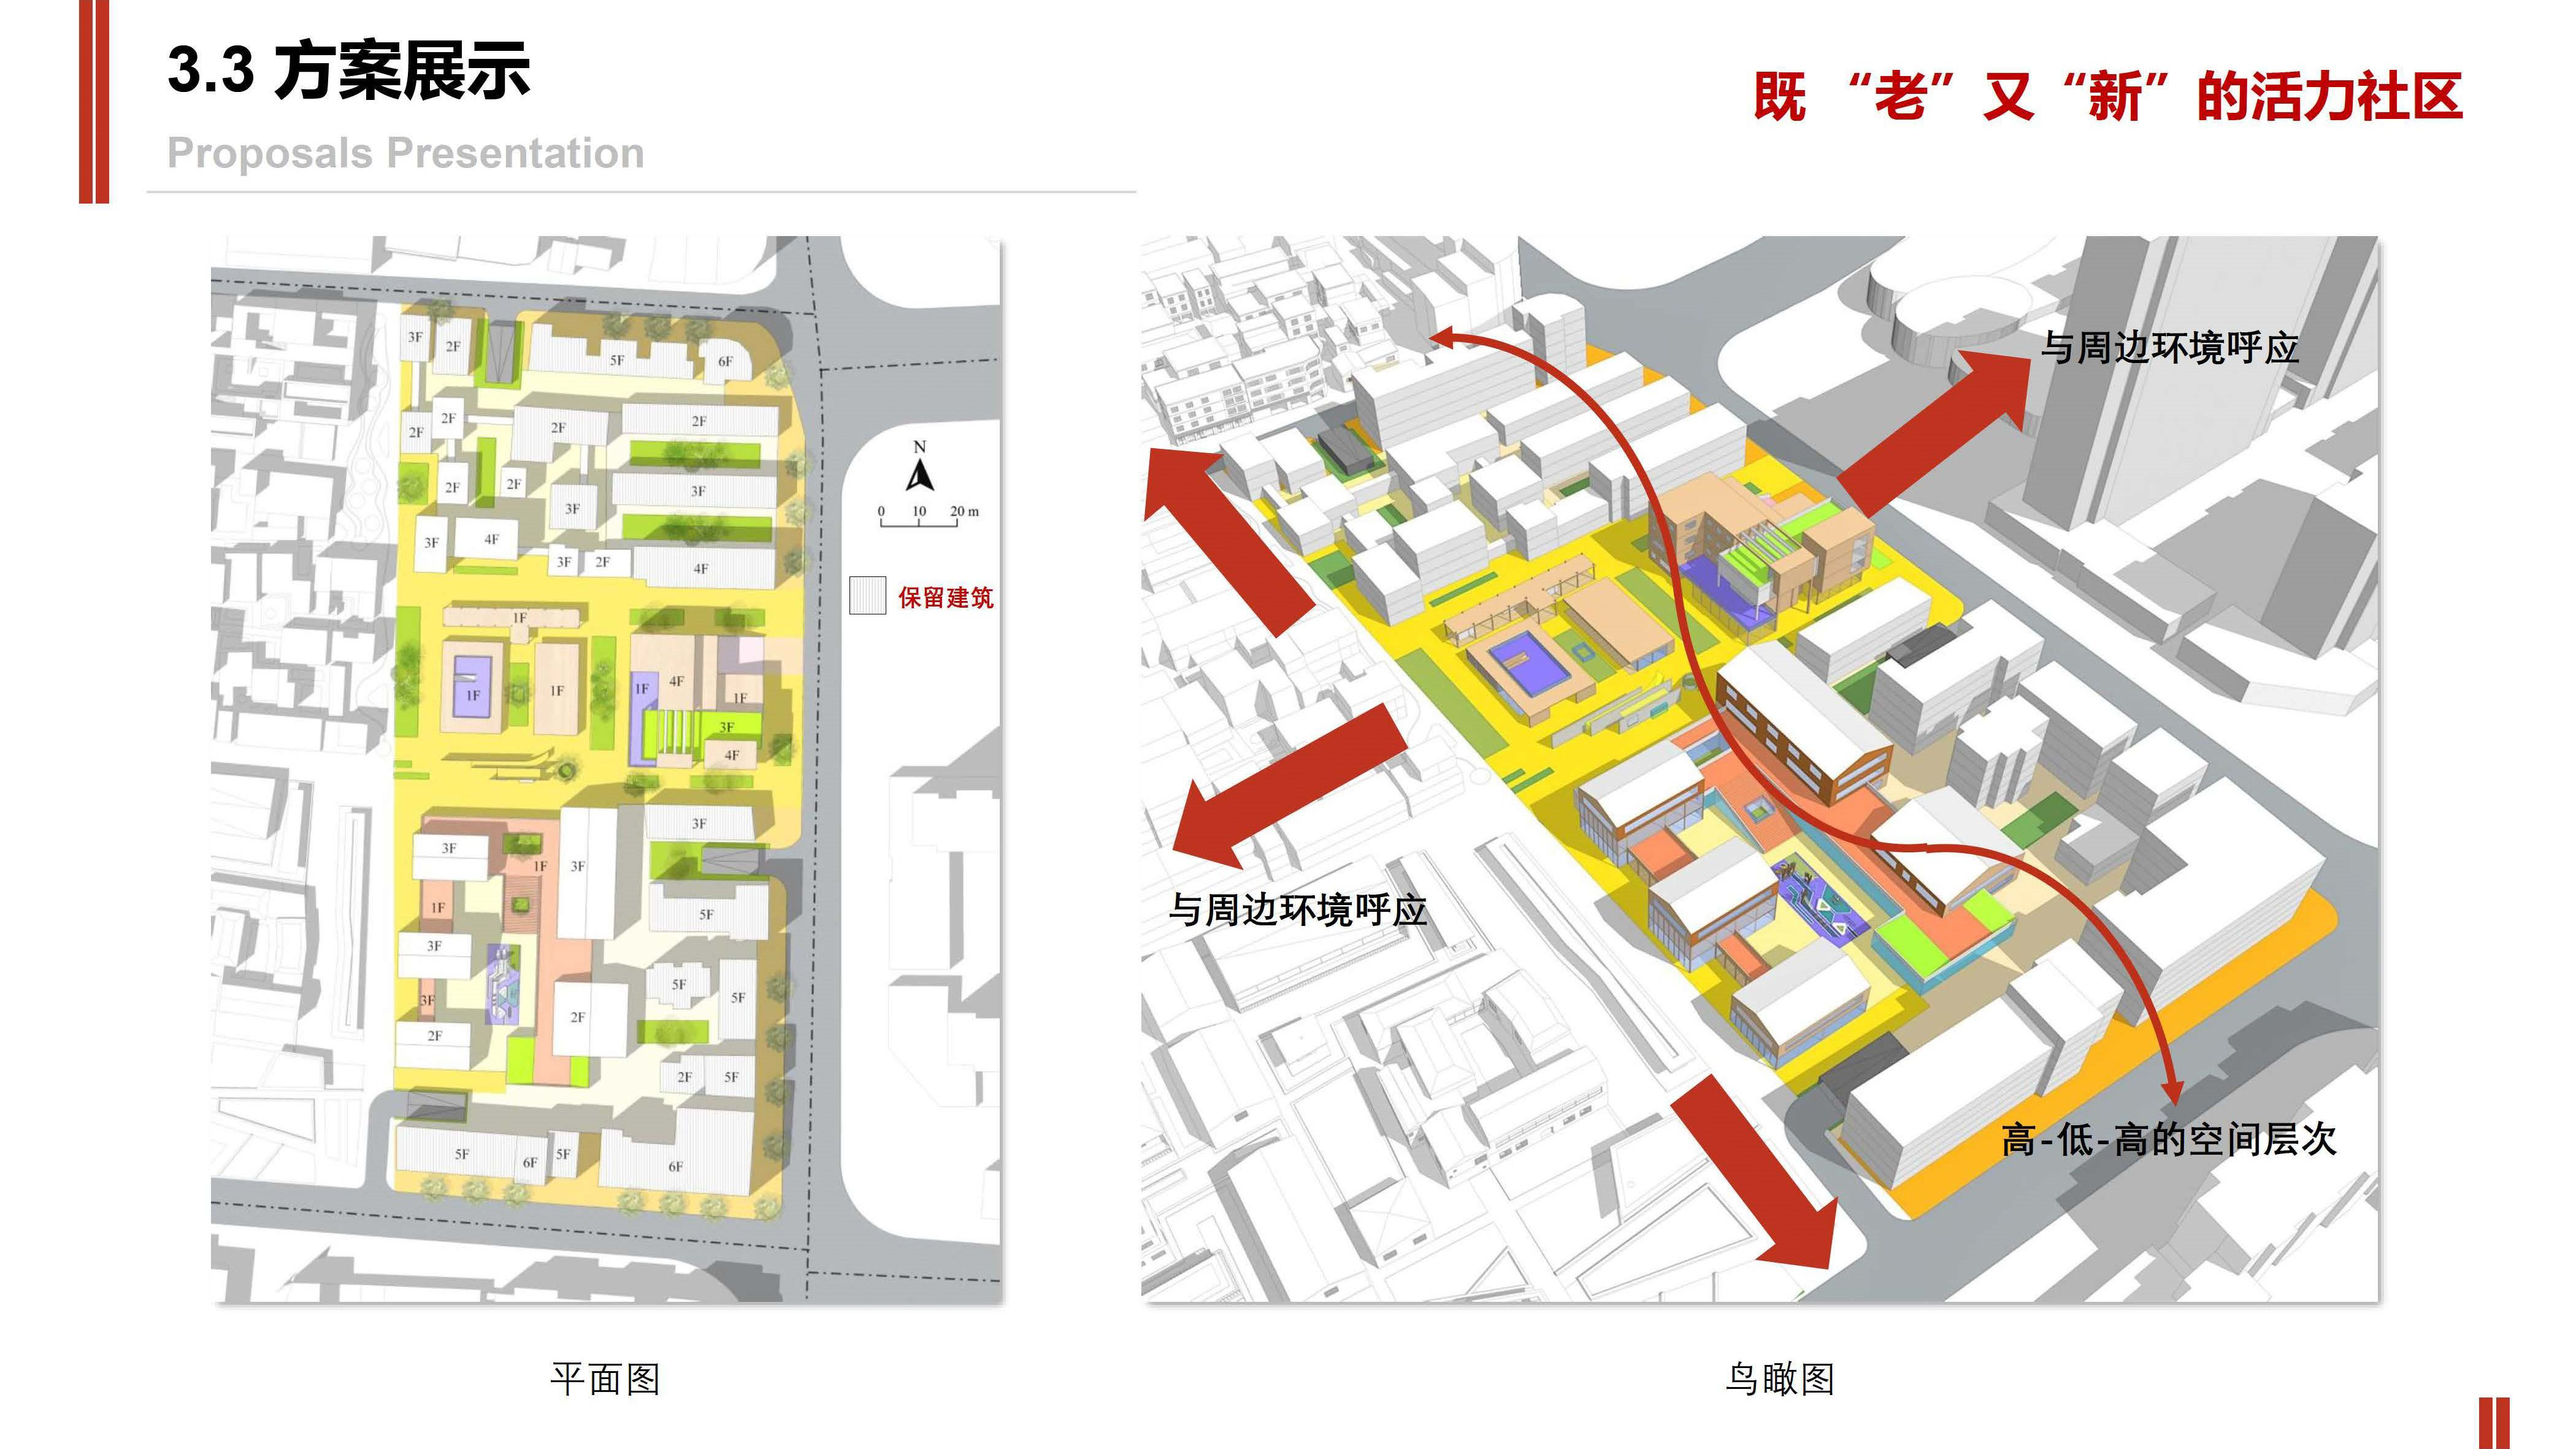 3.3 方案展示
Proposals Presentation
既 “老” 又 “新” 的活力社区
3F
2F
5F
6F
2F
2F
2F
2F
2F
2F
3F
3F
3F
4F
3F
2F
4F
1F
1F
1F
1F
4F
1F
3F
4F
3F
3F
1F
3F
1F
3F
5F
3F
5F
5F
2F
2F
2F
5F
5F
6F
5F
6F
N
0 10 20 m
保留建筑
与周边环境呼应
与周边环境呼应
高-低-高的空间层次
平面图
鸟瞰图